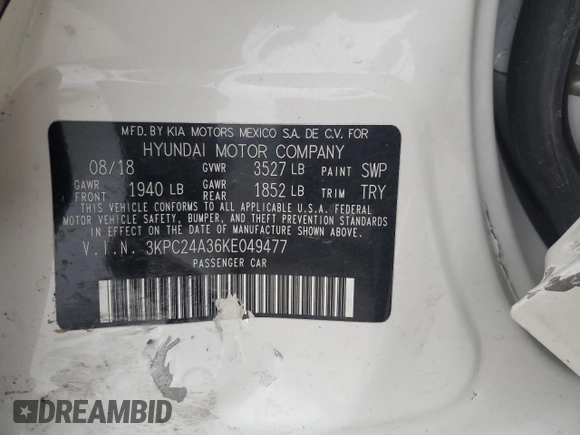 MFD. BY KIA MOTORS MEXICO S.A. DE C.V. FOR
HYUNDAI MOTOR COMPANY
08/18 GVWR 3527 LB PAINT SWP
GAWR FRONT 1940 LB GAWR REAR 1852 LB TRIM TRY
THIS VEHICLE CONFORMS TO ALL APPLICABLE U.S.A. FEDERAL
MOTOR VEHICLE SAFETY, BUMPER, AND THEFT PREVENTION STANDARDS
IN EFFECT ON THE DATE OF MANUFACTURE SHOWN ABOVE.
V.I.N. 3KPC24A36KE049477
PASSENGER CAR
DREAMBID